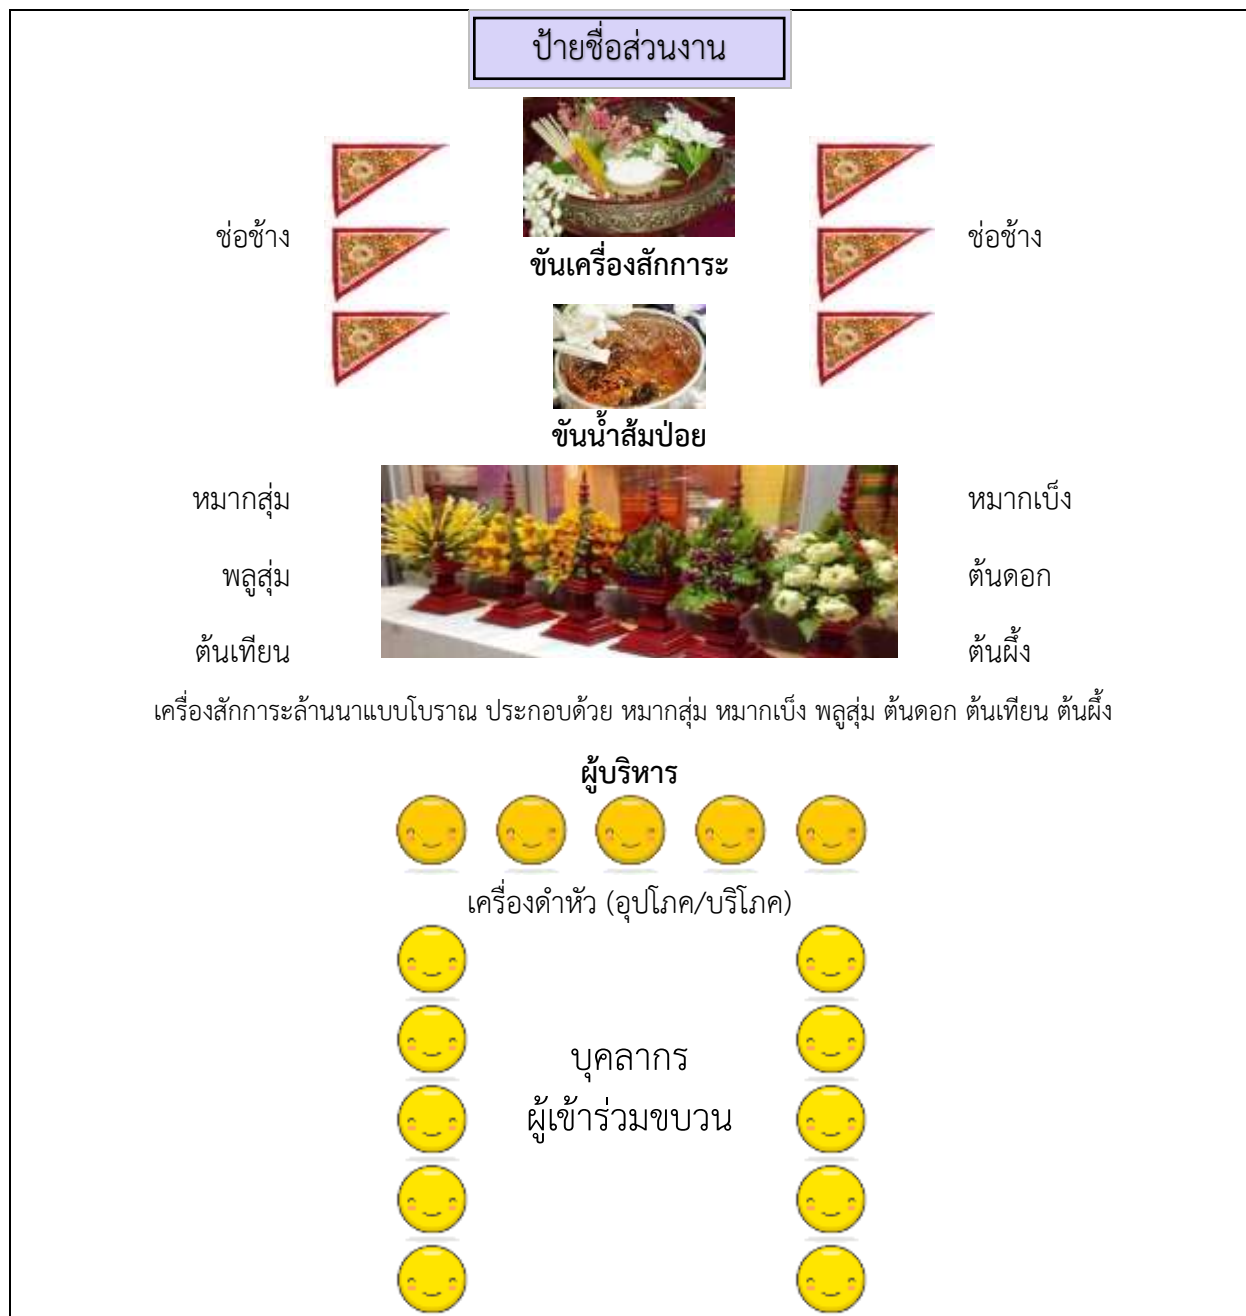 ป้ายชื่อส่วนงาน
ช่อช้าง
ช่อช้าง
ขันเครื่องสักการะ
ขันน้ำส้มป่อย
หมากสุ่ม
หมากเบ็ง
พลูสุ่ม
ต้นดอก
ต้นเทียน
ต้นผึ้ง
เครื่องสักการะล้านนาแบบโบราณ ประกอบด้วย หมากสุ่ม หมากเบ็ง พลูสุ่ม ต้นดอก ต้นเทียน ต้นผึ้ง
ผู้บริหาร
เครื่องดำหัว (อุปโภค/บริโภค)
บุคลากร
ผู้เข้าร่วมขบวน